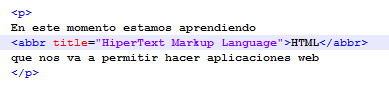 <p>
En este momento estamos aprendiendo
<abbr title="HiperText Markup Language">HTML</abbr>
que nos va a permitir hacer aplicaciones web
</p>